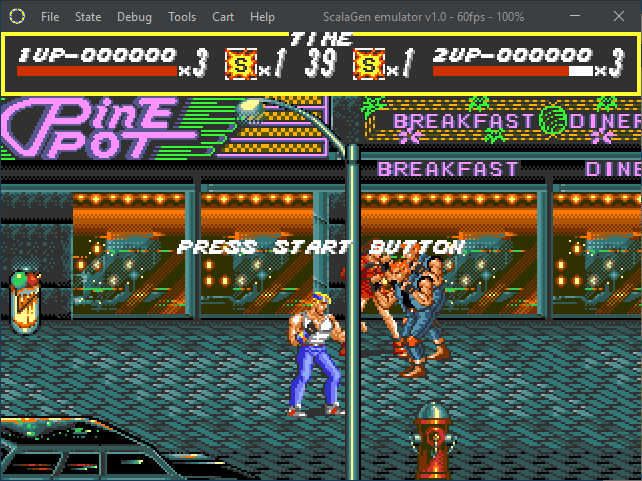 File State Debug Tools Cart Help ScalaGen emulator v1.0 - 60fps - 100%
TIME
1UP-000000 ×3 S ×1 39 S ×1 2UP-000000 ×3
PinE POT
BREAKFAST DINER
BREAKFAST DINE
PRESS START BUTTON